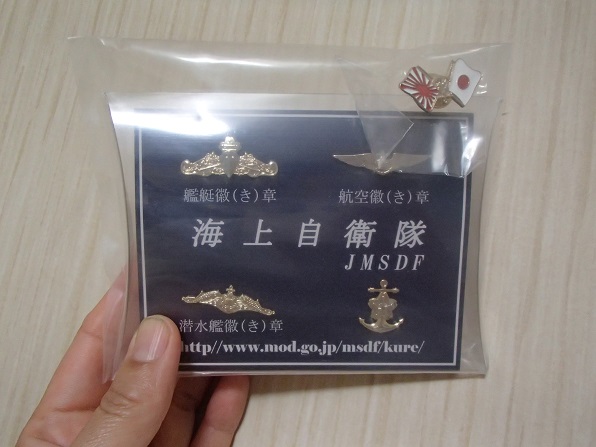 艦艇徽(き)章
航空徽(き)章
海上自衛隊
JMSDF
潜水艦徽(き)章
http//www.mod.go.jp/msdf/kure/